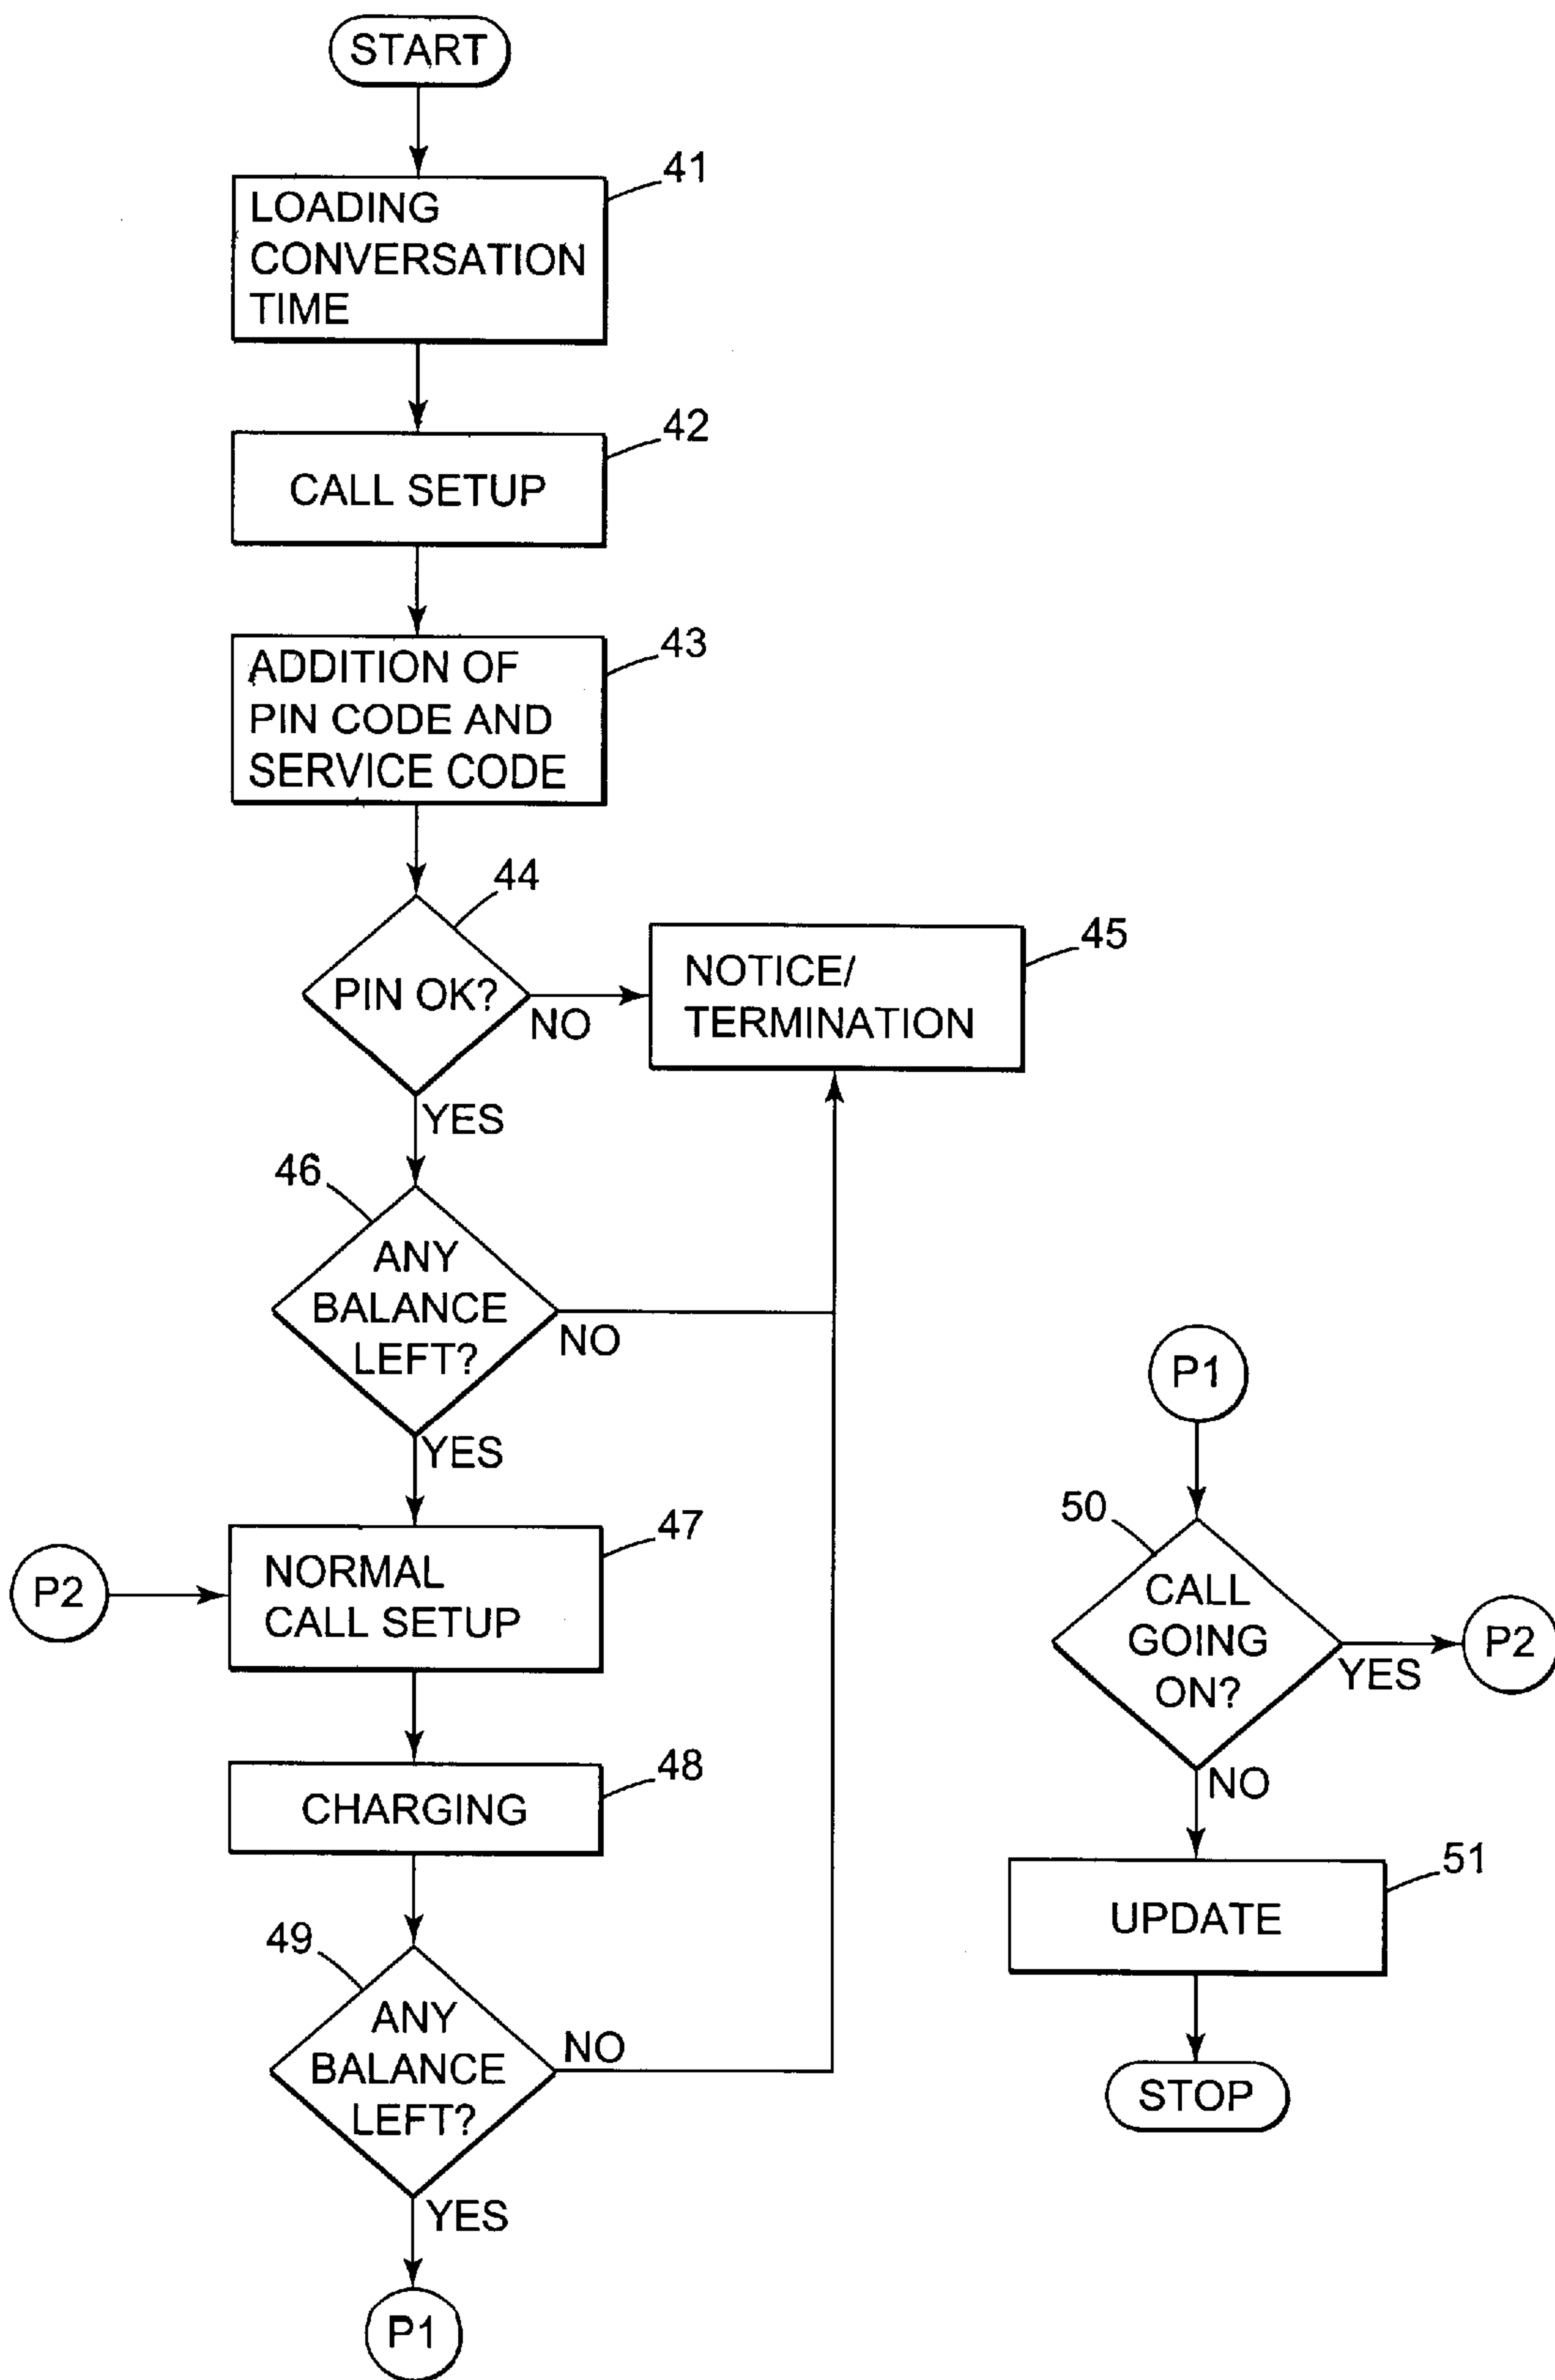 START
41
LOADING
CONVERSATION
TIME
42
CALL SETUP
43
ADDITION OF
PIN CODE AND
SERVICE CODE
44
PIN OK?
NO
45
NOTICE/
TERMINATION
YES
46
ANY
BALANCE
LEFT?
NO
YES
P2
47
NORMAL
CALL SETUP
48
CHARGING
49
ANY
BALANCE
LEFT?
NO
YES
P1
P1
50
CALL
GOING
ON?
YES
P2
NO
51
UPDATE
STOP